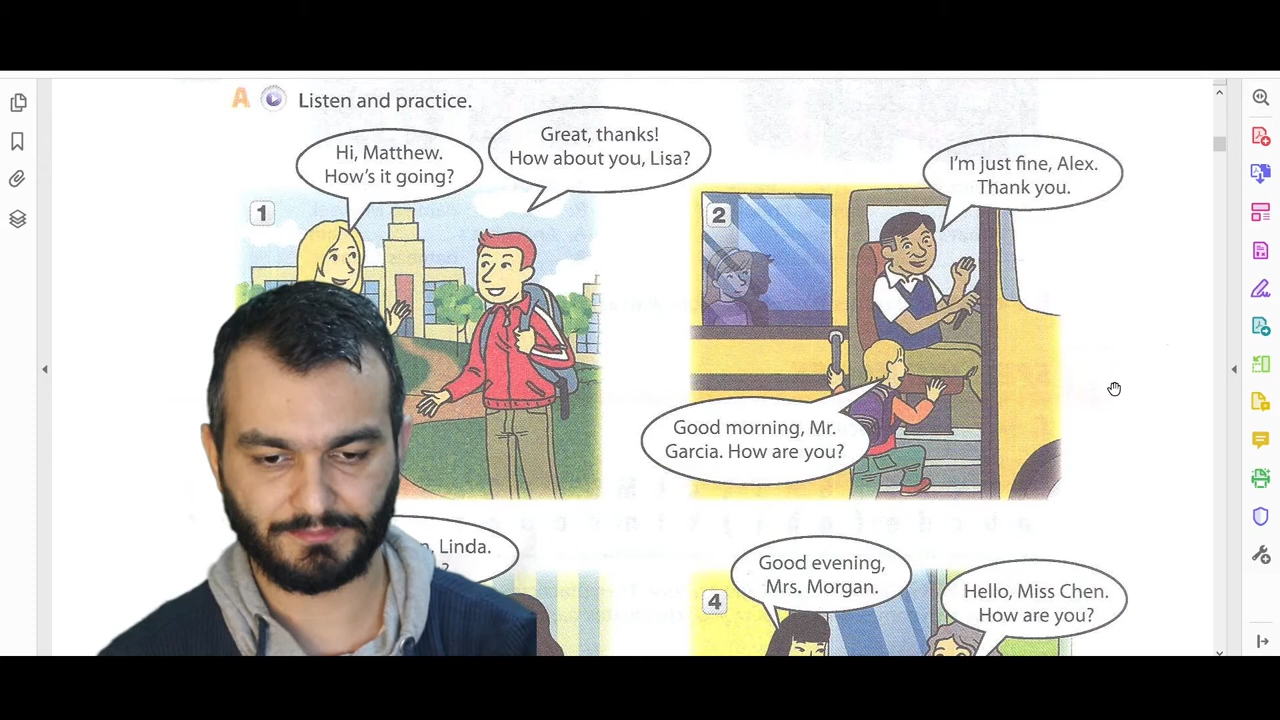 A Listen and practice.
Hi, Matthew.
How's it going?
Great, thanks!
How about you, Lisa?
1
I'm just fine, Alex.
Thank you.
2
Good morning, Mr.
Garcia. How are you?
Linda.
?
4
Good evening,
Mrs. Morgan.
Hello, Miss Chen.
How are you?